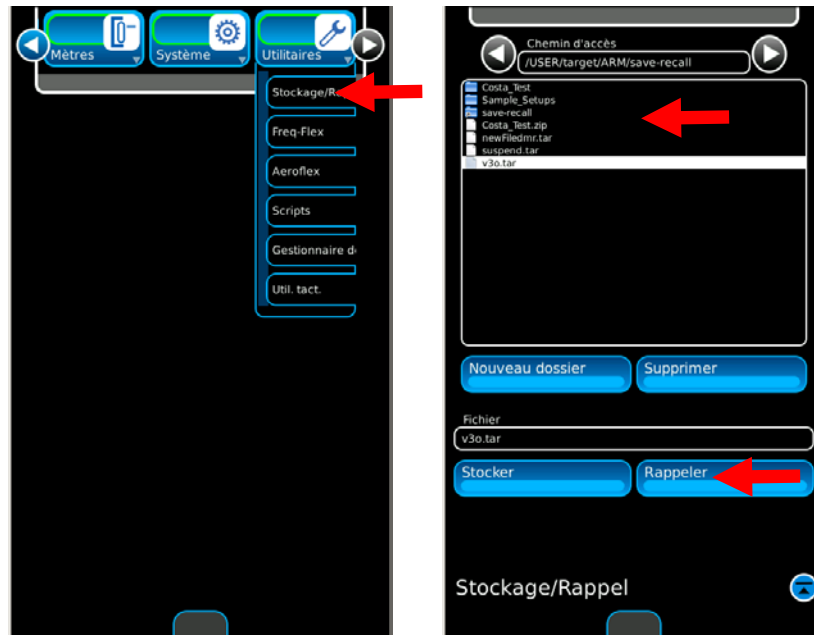 Mètres
Système
Utilitaires
Stockage/Ra
Freq-Flex
Aeroflex
Scripts
Gestionnaire d
Util. tact.
Chemin d'accès
/USER/target/ARM/save-recall
Costa_Test
Sample_Setups
save-recall
Costa_Test.zip
newFiledmr.tar
suspend.tar
v3o.tar
Nouveau dossier
Supprimer
Fichier
v3o.tar
Stocker
Rappeler
Stockage/Rappel